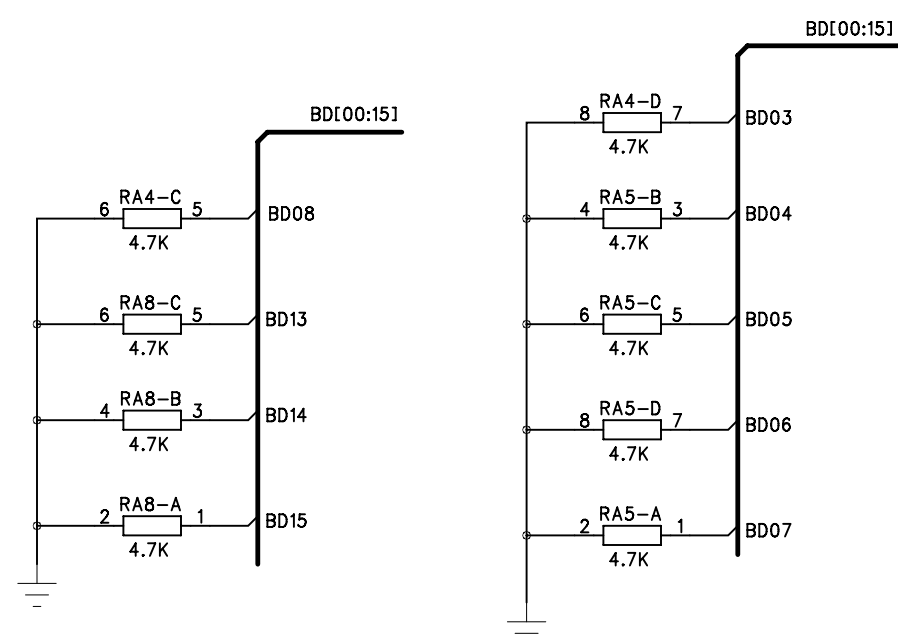 BD[00:15]
RA4-C
6 5 BD08
4.7K
RA8-C
6 5 BD13
4.7K
RA8-B
4 3 BD14
4.7K
RA8-A
2 1 BD15
4.7K
BD[00:15]
RA4-D
8 7 BD03
4.7K
RA5-B
4 3 BD04
4.7K
RA5-C
6 5 BD05
4.7K
RA5-D
8 7 BD06
4.7K
RA5-A
2 1 BD07
4.7K